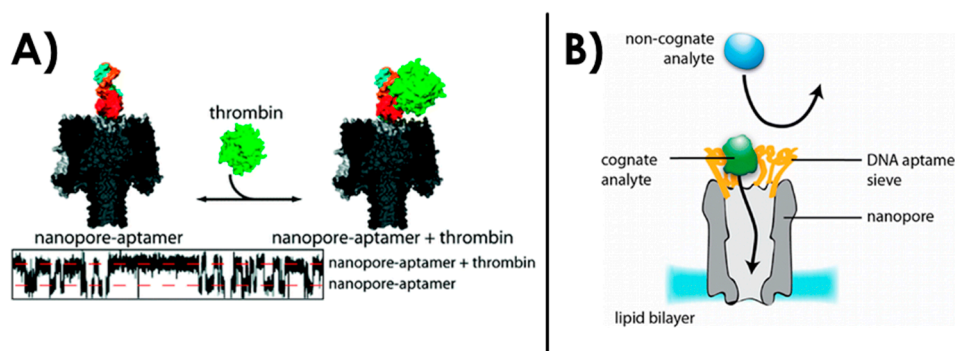 A)
thrombin
nanopore-aptamer
nanopore-aptamer + thrombin
nanopore-aptamer + thrombin
nanopore-aptamer
B)
non-cognate
analyte
cognate
analyte
DNA aptame
sieve
nanopore
lipid bilayer